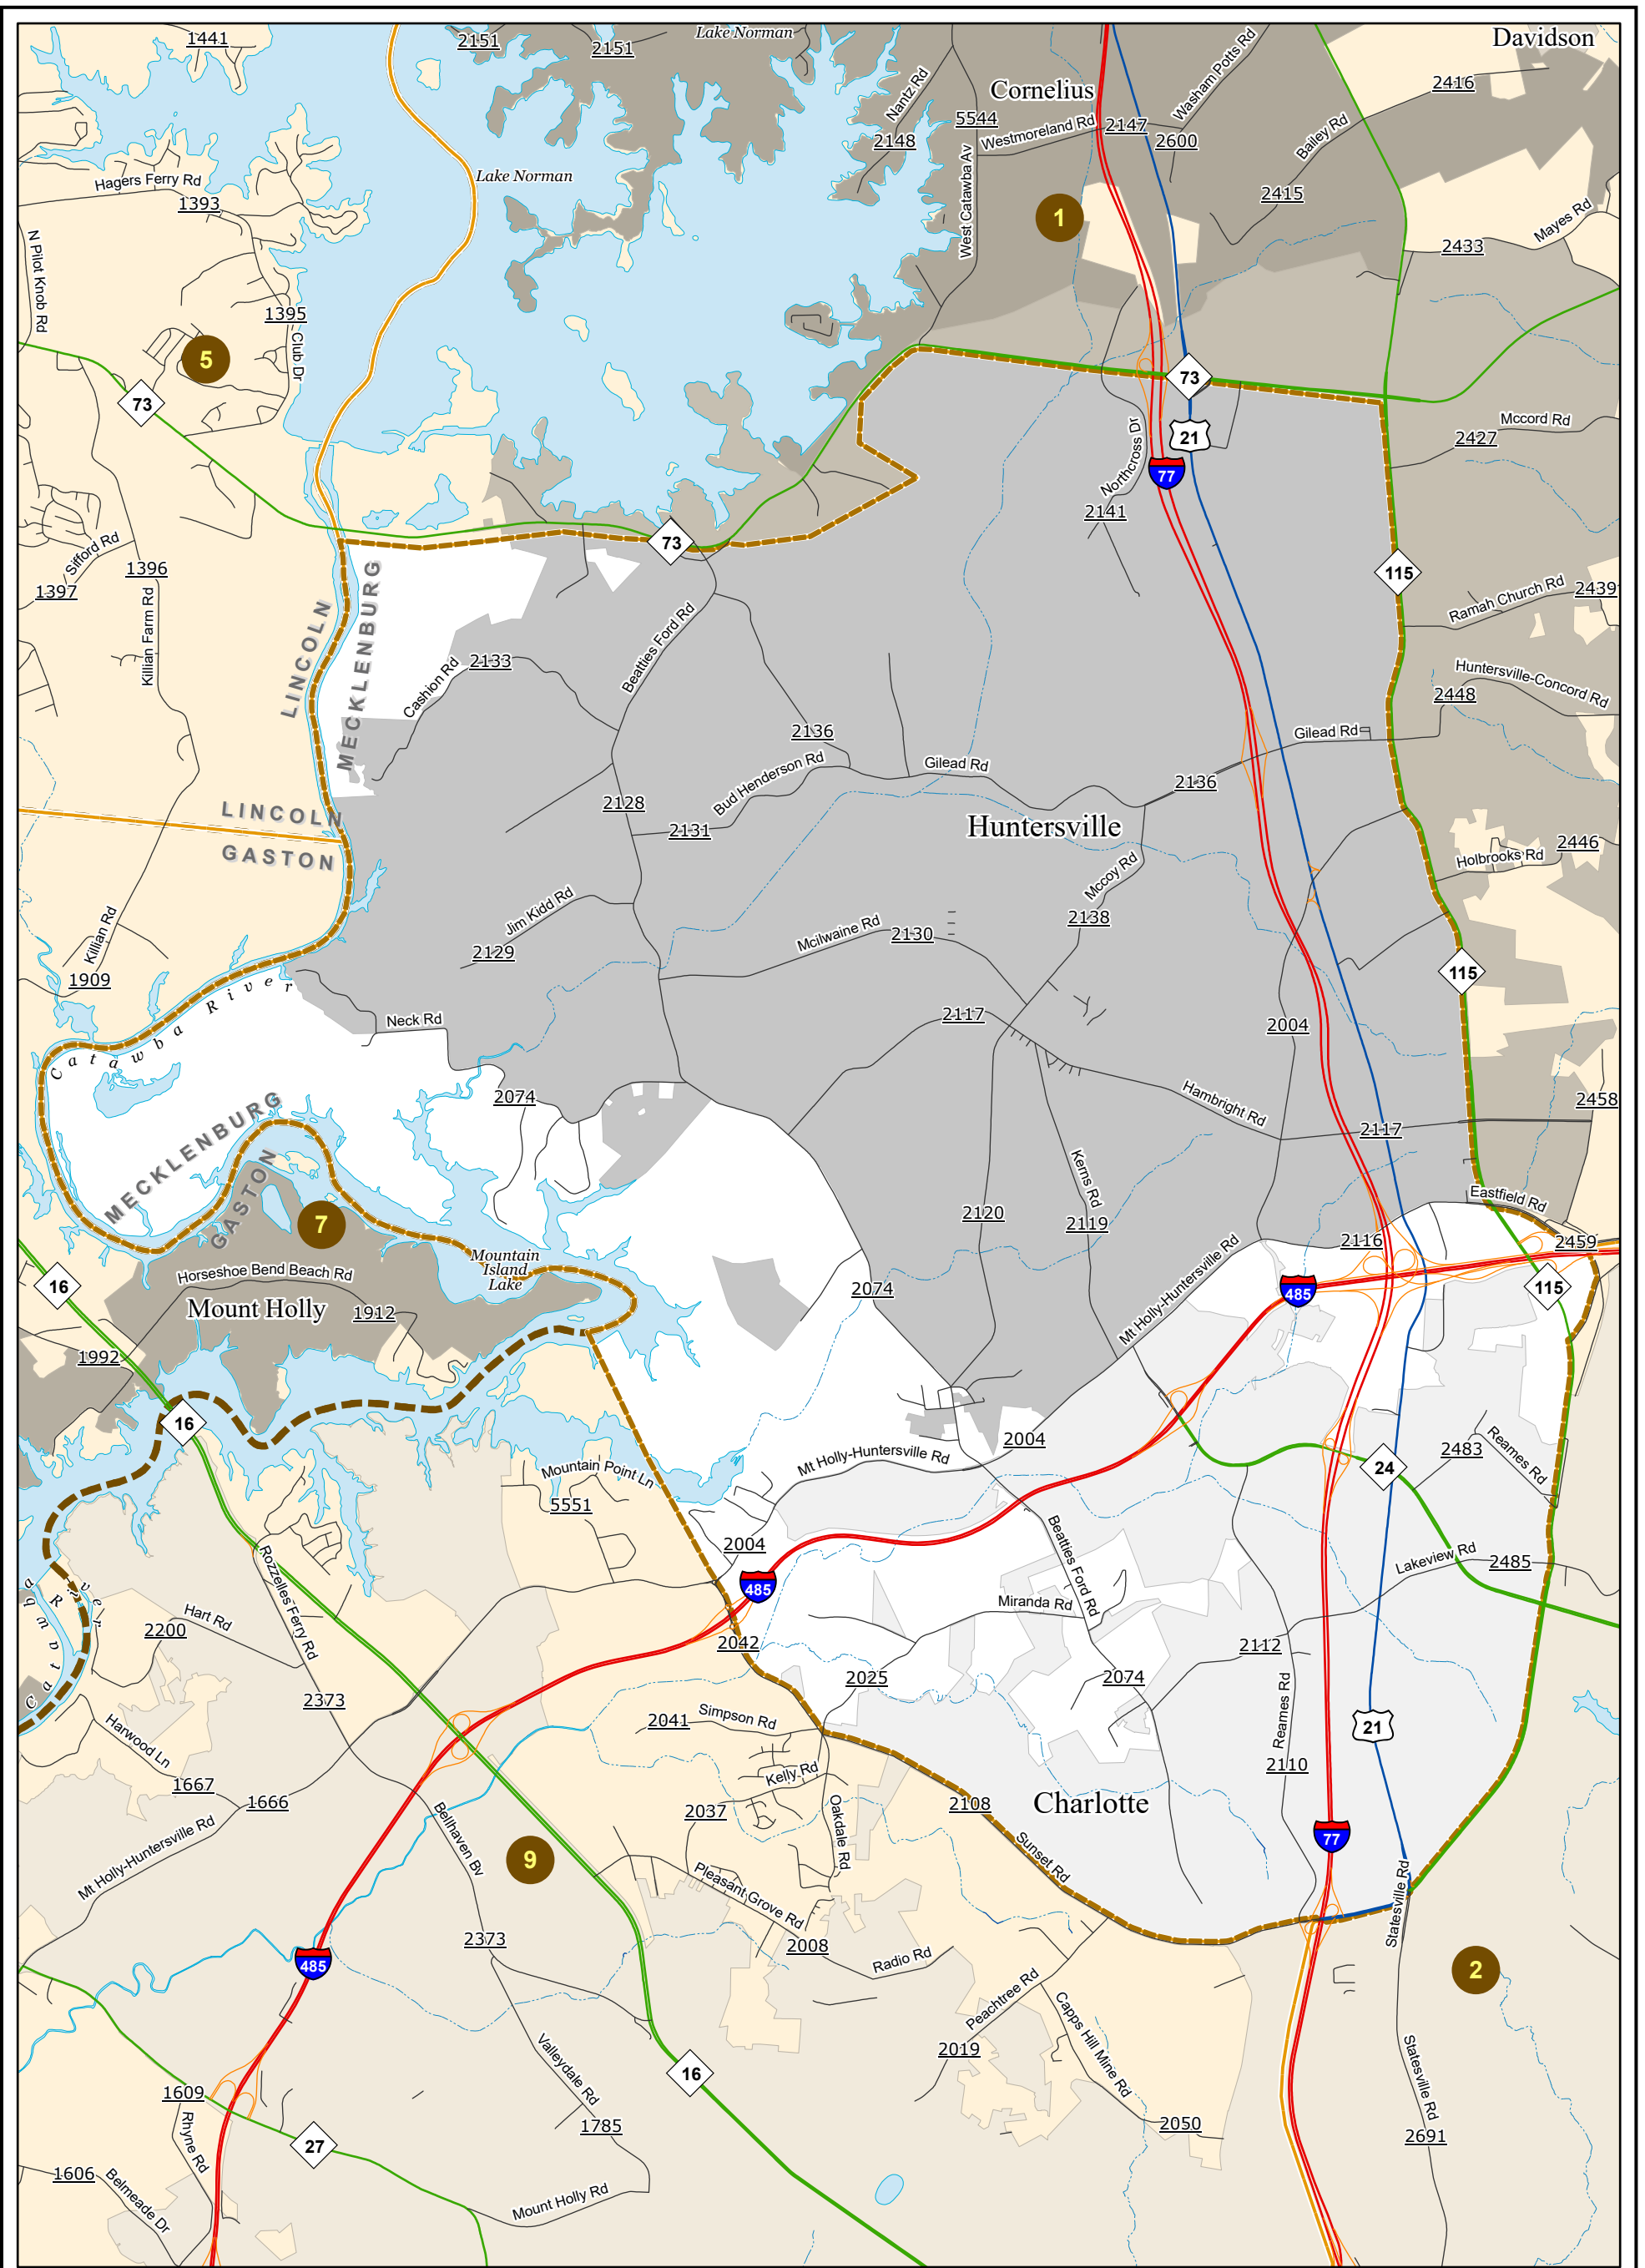 1441
2151
2151
Lake Norman
Davidson
Nantz Rd
Washam Potts Rd
2416
Cornelius
5544
Westmoreland Rd
2147
2600
Bailey Rd
2148
Lake Norman
Hagers Ferry Rd
1393
West Catawba Av
1
2415
Mayes Rd
2433
N Pilot Knob Rd
1395
Club Dr
5
73
73
21
77
Northcross Dr
2141
Mccord Rd
2427
73
Sifford Rd
1397
1396
Killian Farm Rd
LINCOLN
MECKLENBURG
115
Ramah Church Rd
2439
Beatties Ford Rd
Cashion Rd
2133
Huntersville-Concord Rd
2448
2136
Gilead Rd
Gilead Rd
2136
Bud Henderson Rd
2128
2131
LINCOLN
GASTON
Huntersville
2446
Holbrooks Rd
Mccoy Rd
2138
Jim Kidd Rd
2129
Mcilwaine Rd
2130
Killian Rd
1909
115
Catawba River
Neck Rd
2117
2004
2074
Hambright Rd
2458
2117
MECKLENBURG
GASTON
7
Kerns Rd
2120
2119
Eastfield Rd
2116
2459
Mountain
Island
Lake
16
Horseshoe Bend Beach Rd
Mount Holly
1912
2074
Mt Holly-Huntersville Rd
485
115
1992
16
2004
Mt Holly-Huntersville Rd
24
2483
Reames Rd
Mountain Point Ln
5551
2004
485
Beatties Ford Rd
Lakeview Rd
2485
Rozzelles Ferry Rd
Catawba River
Hart Rd
2200
Miranda Rd
2042
2112
2025
2074
2373
2041
Simpson Rd
Reames Rd
21
Harwood Ln
1667
1666
Kelly Rd
2110
2037
Oakdale Rd
2108
Charlotte
77
Bellhaven Bv
Mt Holly-Huntersville Rd
9
Sunset Rd
Pleasant Grove Rd
2008
Statesville Rd
2373
485
Radio Rd
2
Peachtree Rd
Capps Hill Mine Rd
2019
Valleydale Rd
16
Statesville Rd
1609
Rhyne Rd
27
1785
2050
2691
1606
Belmeade Dr
Mount Holly Rd